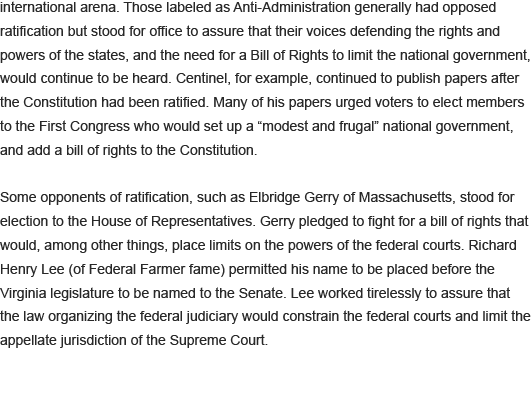 international arena. Those labeled as Anti-Administration generally had opposed
ratification but stood for office to assure that their voices defending the rights and
powers of the states, and the need for a Bill of Rights to limit the national government,
would continue to be heard. Centinel, for example, continued to publish papers after
the Constitution had been ratified. Many of his papers urged voters to elect members
to the First Congress who would set up a “modest and frugal” national government,
and add a bill of rights to the Constitution.
Some opponents of ratification, such as Elbridge Gerry of Massachusetts, stood for
election to the House of Representatives. Gerry pledged to fight for a bill of rights that
would, among other things, place limits on the powers of the federal courts. Richard
Henry Lee (of Federal Farmer fame) permitted his name to be placed before the
Virginia legislature to be named to the Senate. Lee worked tirelessly to assure that
the law organizing the federal judiciary would constrain the federal courts and limit the
appellate jurisdiction of the Supreme Court.